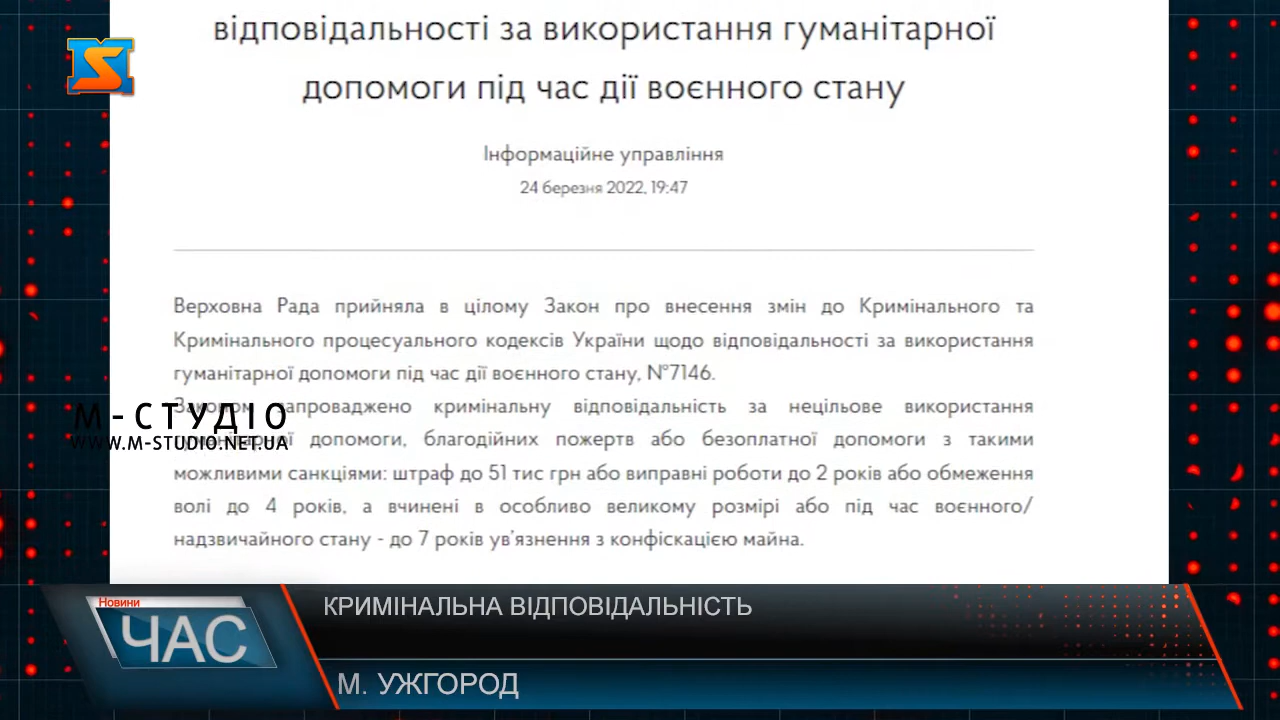 відповідальності за використання гуманітарної
допомоги під час дії воєнного стану
Інформаційне управління
24 березня 2022, 19:47
Верховна Рада прийняла в цілому Закон про внесення змін до Кримінального та
Кримінального процесуального кодексів України щодо відповідальності за використання
гуманітарної допомоги під час дії воєнного стану, №7146.
Законом запроваджено кримінальну відповідальність за нецільове використання
М-СТУДІО
гуманітарної допомоги, благодійних пожертв або безоплатної допомоги з такими
WWW.M-STUDIO.NET.UA
можливими санкціями: штраф до 51 тис грн або виправні роботи до 2 років або обмеження
волі до 4 років, а вчинені в особливо великому розмірі або під час воєнного/
надзвичайного стану - до 7 років ув'язнення з конфіскацією майна.
Новини
ЧАС
КРИМІНАЛЬНА ВІДПОВІДАЛЬНІСТЬ
М. УЖГОРОД